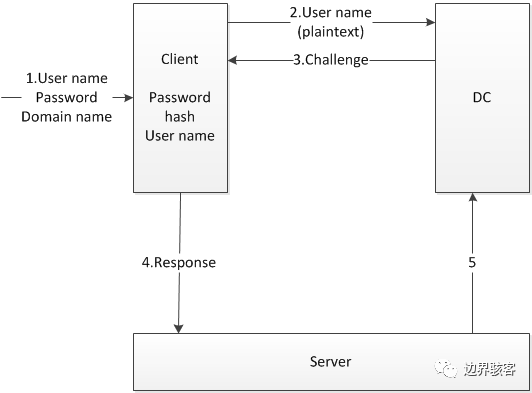 2.User name
(plaintext)
3.Challenge
Client
Password
hash
User name
1.User name
Password
Domain name
DC
4.Response
5
Server
边界骇客